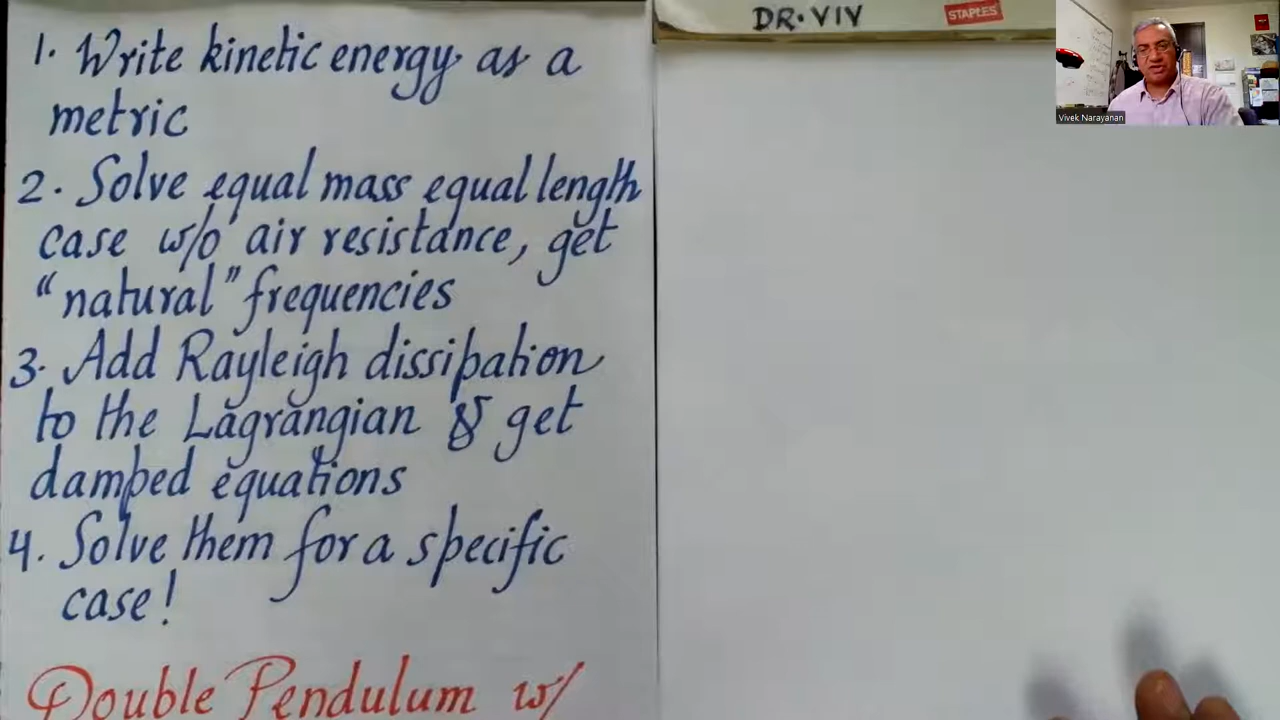 1. Write kinetic energy as a
metric
2. Solve equal mass equal length
case w/o air resistance, get
"natural" frequencies
3. Add Rayleigh dissipation
to the Lagrangian & get
damped equations
4. Solve them for a specific
case!
Double Pendulum w/
DR. VIV
STAPLES
Vivek Narayanan